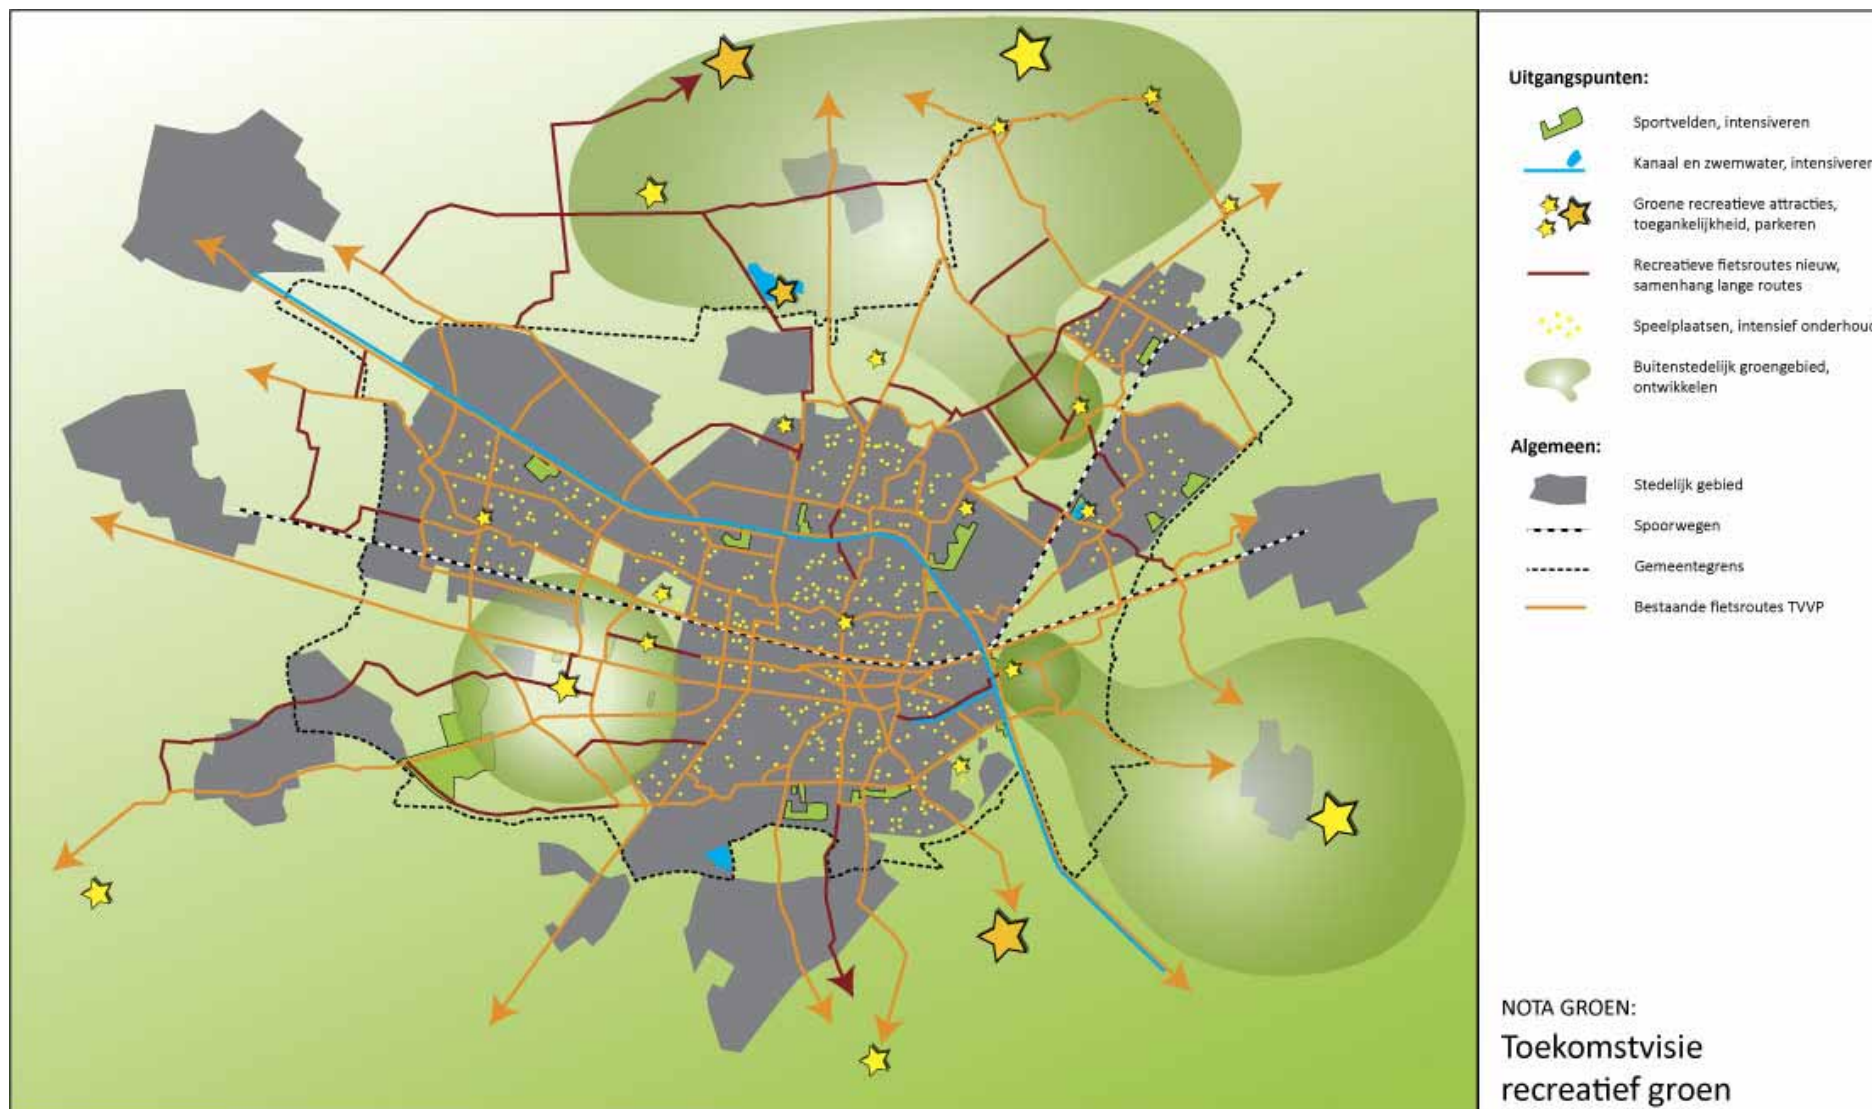 Uitgangspunten:
Sportvelden, intensiveren
Kanaal en zwemwater, intensiveren
Groene recreatieve attracties,
toegankelijkheid, parkeren
Recreatieve fietsroutes nieuw,
samenhang lange routes
Speelplaatsen, intensief onderhoud
Buitenstedelijk groengebied,
ontwikkelen
Algemeen:
Stedelijk gebied
Spoorwegen
Gemeentegrens
Bestaande fietsroutes TVVP
NOTA GROEN:
Toekomstvisie
recreatief groen